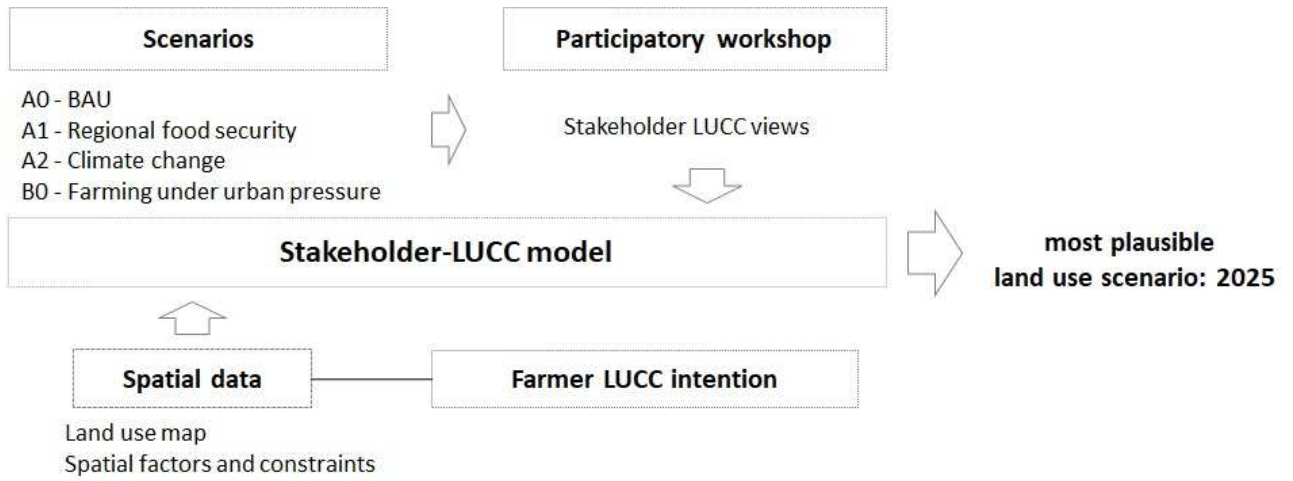 Scenarios
Participatory workshop
A0 - BAU
A1 - Regional food security
A2 - Climate change
B0 - Farming under urban pressure
Stakeholder LUCC views
Stakeholder-LUCC model
most plausible
land use scenario: 2025
Spatial data
Farmer LUCC intention
Land use map
Spatial factors and constraints